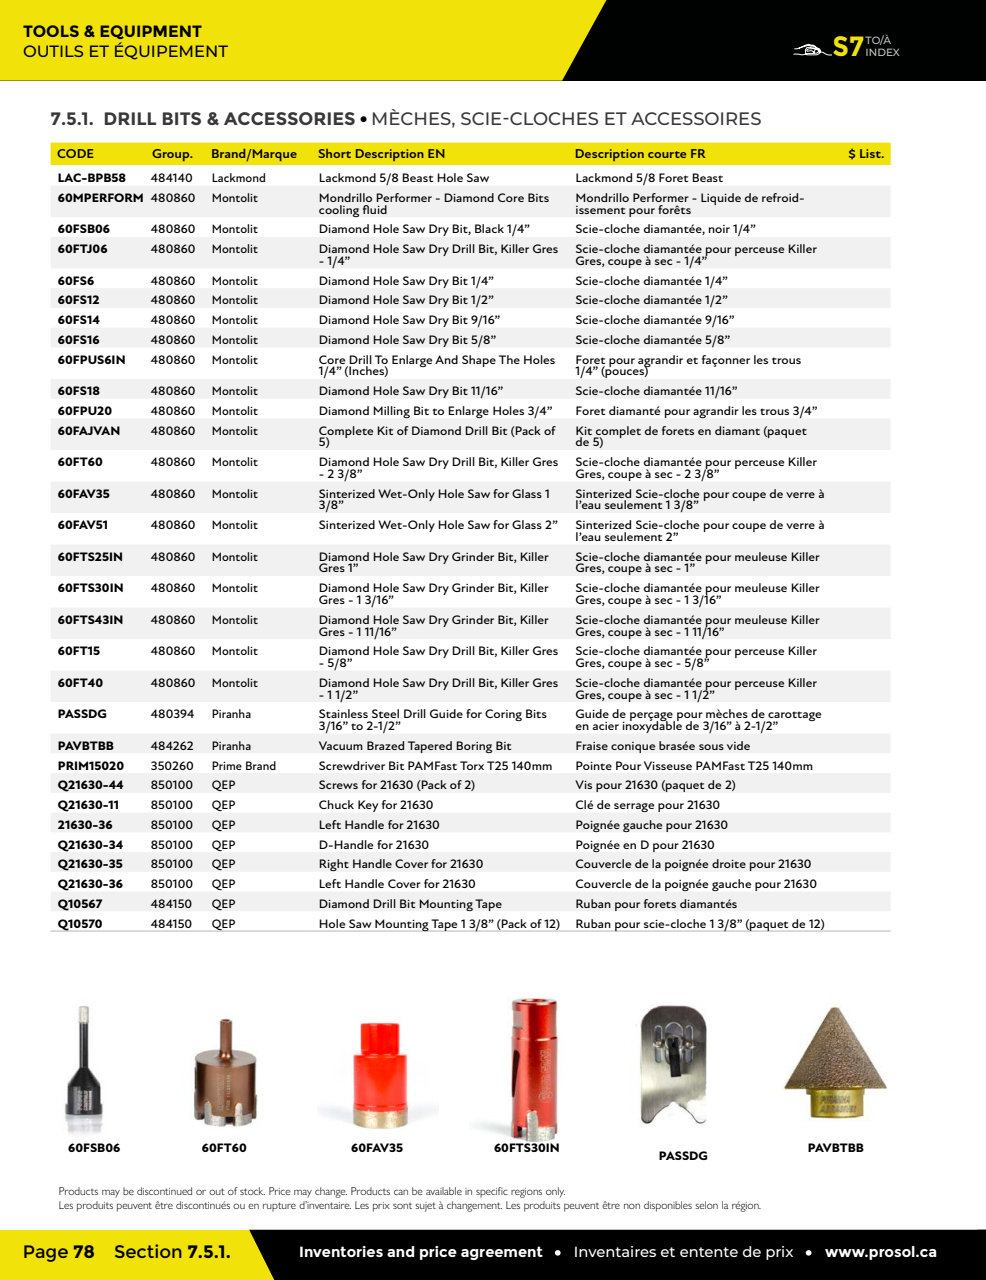 TOOLS & EQUIPMENT
OUTILS ET ÉQUIPEMENT
S7 TO/À
INDEX
7.5.1. DRILL BITS & ACCESSORIES • MÈCHES, SCIE-CLOCHES ET ACCESSOIRES
CODE Group. Brand/Marque Short Description EN Description courte FR $ List.
LAC-BPB58 484140 Lackmond Lackmond 5/8 Beast Hole Saw Lackmond 5/8 Foret Beast
60MPERFORM 480860 Montolit Mondrillo Performer - Diamond Core Bits Mondrillo Performer - Liquide de refroid-
cooling fluid issement pour forêts
60FSB06 480860 Montolit Diamond Hole Saw Dry Bit, Black 1/4” Scie-cloche diamantée, noir 1/4”
60FTJ06 480860 Montolit Diamond Hole Saw Dry Drill Bit, Killer Gres Scie-cloche diamantée pour perceuse Killer
- 1/4” Gres, coupe à sec - 1/4”
60FS6 480860 Montolit Diamond Hole Saw Dry Bit 1/4” Scie-cloche diamantée 1/4”
60FS12 480860 Montolit Diamond Hole Saw Dry Bit 1/2” Scie-cloche diamantée 1/2”
60FS14 480860 Montolit Diamond Hole Saw Dry Bit 9/16” Scie-cloche diamantée 9/16”
60FS16 480860 Montolit Diamond Hole Saw Dry Bit 5/8” Scie-cloche diamantée 5/8”
60FPUS6IN 480860 Montolit Core Drill To Enlarge And Shape The Holes Foret pour agrandir et façonner les trous
1/4” (Inches) 1/4” (pouces)
60FS18 480860 Montolit Diamond Hole Saw Dry Bit 11/16” Scie-cloche diamantée 11/16”
60FPU20 480860 Montolit Diamond Milling Bit to Enlarge Holes 3/4” Foret diamanté pour agrandir les trous 3/4”
60FAJVAN 480860 Montolit Complete Kit of Diamond Drill Bit (Pack of Kit complet de forets en diamant (paquet
5) de 5)
60FT60 480860 Montolit Diamond Hole Saw Dry Drill Bit, Killer Gres Scie-cloche diamantée pour perceuse Killer
- 2 3/8” Gres, coupe à sec - 2 3/8”
60FAV35 480860 Montolit Sinterized Wet-Only Hole Saw for Glass 1 Sinterized Scie-cloche pour coupe de verre à
3/8” l’eau seulement 1 3/8”
60FAV51 480860 Montolit Sinterized Wet-Only Hole Saw for Glass 2” Sinterized Scie-cloche pour coupe de verre à
l’eau seulement 2”
60FTS25IN 480860 Montolit Diamond Hole Saw Dry Grinder Bit, Killer Scie-cloche diamantée pour meuleuse Killer
Gres 1” Gres, coupe à sec - 1”
60FTS30IN 480860 Montolit Diamond Hole Saw Dry Grinder Bit, Killer Scie-cloche diamantée pour meuleuse Killer
Gres - 1 3/16” Gres, coupe à sec - 1 3/16”
60FTS43IN 480860 Montolit Diamond Hole Saw Dry Grinder Bit, Killer Scie-cloche diamantée pour meuleuse Killer
Gres - 1 11/16” Gres, coupe à sec - 1 11/16”
60FT15 480860 Montolit Diamond Hole Saw Dry Drill Bit, Killer Gres Scie-cloche diamantée pour perceuse Killer
- 5/8” Gres, coupe à sec - 5/8”
60FT40 480860 Montolit Diamond Hole Saw Dry Drill Bit, Killer Gres Scie-cloche diamantée pour perceuse Killer
- 1 1/2” Gres, coupe à sec - 1 1/2”
PASSDG 480394 Piranha Stainless Steel Drill Guide for Coring Bits Guide de perçage pour mèches de carottage
3/16” to 2-1/2” en acier inoxydable de 3/16” à 2-1/2”
PAVBTBB 484262 Piranha Vacuum Brazed Tapered Boring Bit Fraise conique brasée sous vide
PRIM15020 350260 Prime Brand Screwdriver Bit PAMFast Torx T25 140mm Pointe Pour Visseuse PAMFast T25 140mm
Q21630-44 850100 QEP Screws for 21630 (Pack of 2) Vis pour 21630 (paquet de 2)
Q21630-11 850100 QEP Chuck Key for 21630 Clé de serrage pour 21630
21630-36 850100 QEP Left Handle for 21630 Poignée gauche pour 21630
Q21630-34 850100 QEP D-Handle for 21630 Poignée en D pour 21630
Q21630-35 850100 QEP Right Handle Cover for 21630 Couvercle de la poignée droite pour 21630
Q21630-36 850100 QEP Left Handle Cover for 21630 Couvercle de la poignée gauche pour 21630
Q10567 484150 QEP Diamond Drill Bit Mounting Tape Ruban pour forets diamantés
Q10570 484150 QEP Hole Saw Mounting Tape 1 3/8” (Pack of 12) Ruban pour scie-cloche 1 3/8” (paquet de 12)
60FSB06 60FT60 60FAV35 60FTS30IN PASSDG PAVBTBB
Products may be discontinued or out of stock. Price may change. Products can be available in specific regions only.
Les produits peuvent être discontinués ou en rupture d’inventaire. Les prix sont sujet à changement. Les produits peuvent être non disponibles selon la région.
Page 78 Section 7.5.1. Inventories and price agreement • Inventaires et entente de prix • www.prosol.ca